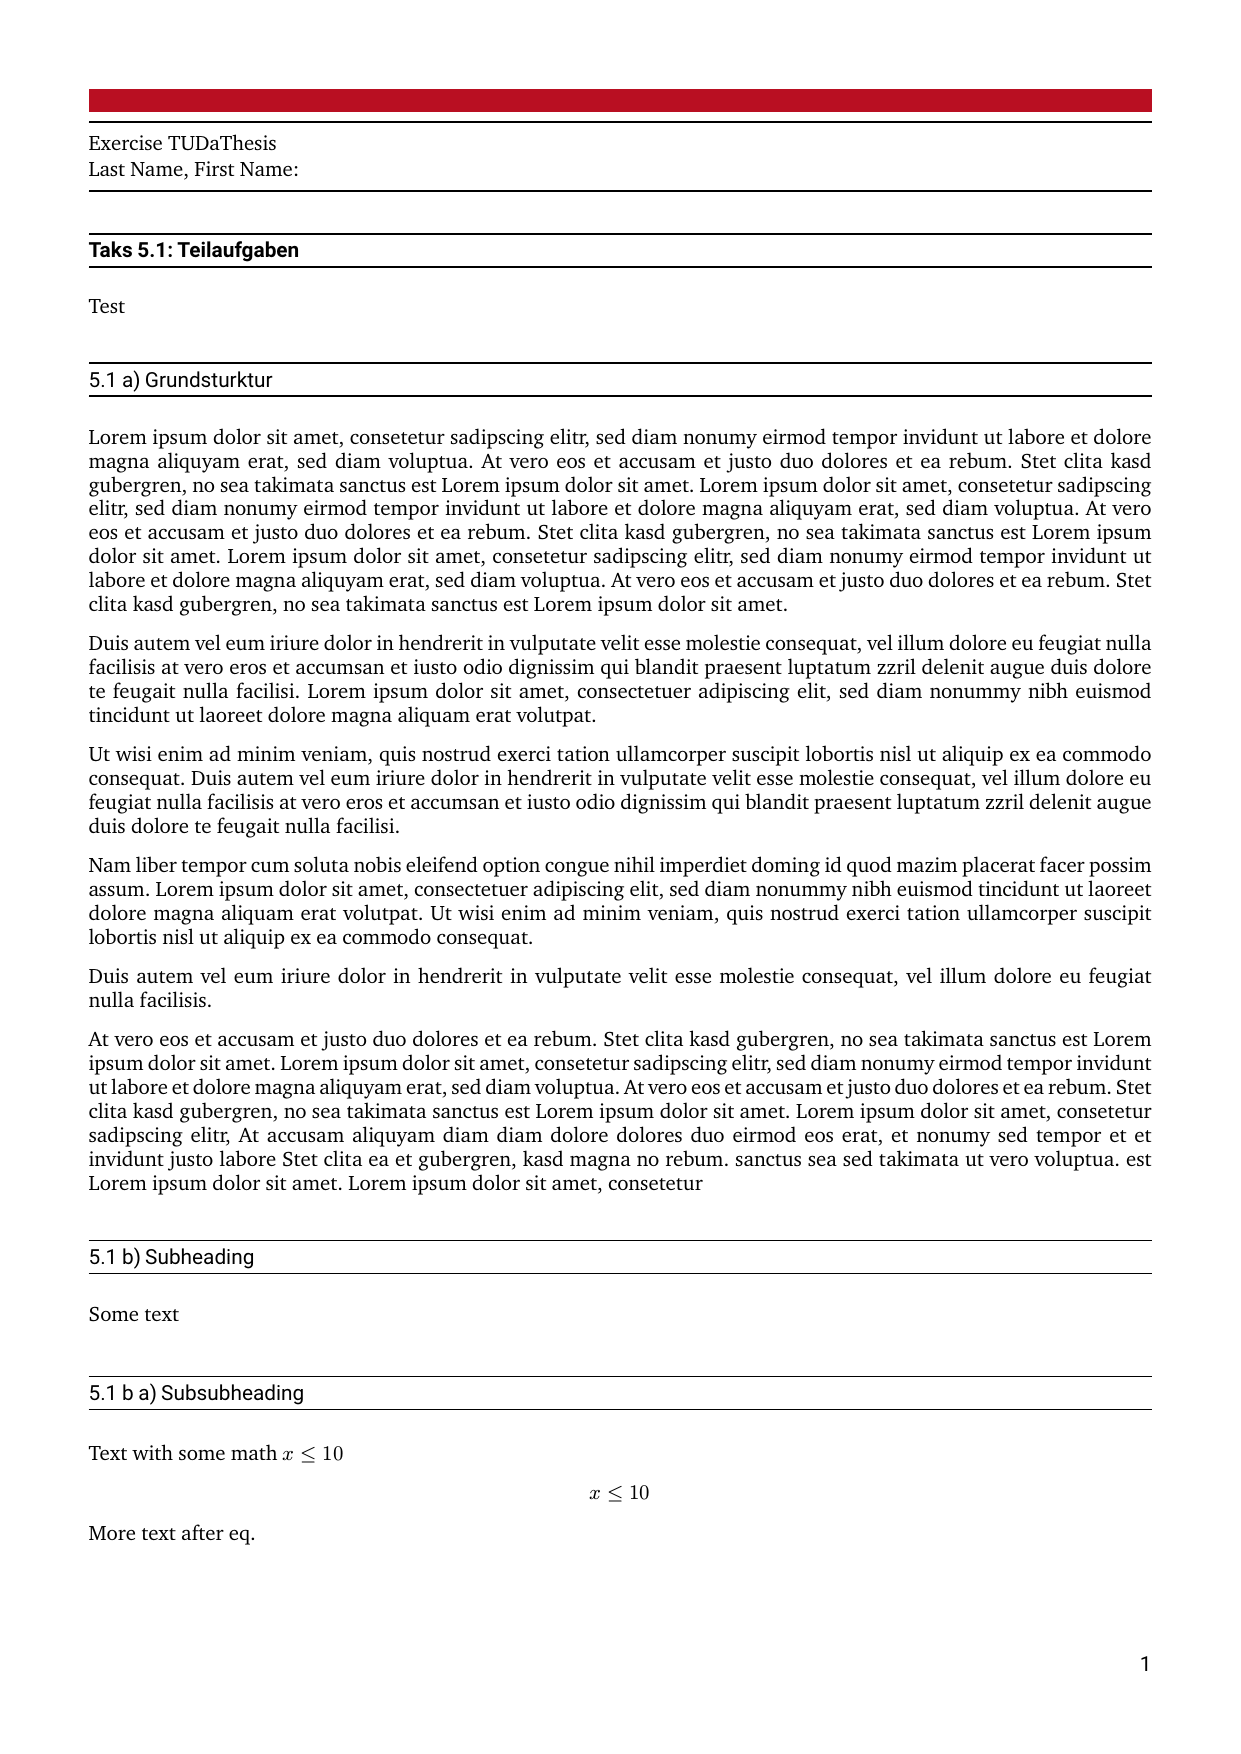 Exercise TUDaThesis
Last Name, First Name:
Taks 5.1: Teilaufgaben
Test
5.1 a) Grundsturktur
Lorem ipsum dolor sit amet, consetetur sadipscing elitr, sed diam nonumy eirmod tempor invidunt ut labore et dolore
magna aliquyam erat, sed diam voluptua. At vero eos et accusam et justo duo dolores et ea rebum. Stet clita kasd
gubergren, no sea takimata sanctus est Lorem ipsum dolor sit amet. Lorem ipsum dolor sit amet, consetetur sadipscing
elitr, sed diam nonumy eirmod tempor invidunt ut labore et dolore magna aliquyam erat, sed diam voluptua. At vero
eos et accusam et justo duo dolores et ea rebum. Stet clita kasd gubergren, no sea takimata sanctus est Lorem ipsum
dolor sit amet. Lorem ipsum dolor sit amet, consetetur sadipscing elitr, sed diam nonumy eirmod tempor invidunt ut
labore et dolore magna aliquyam erat, sed diam voluptua. At vero eos et accusam et justo duo dolores et ea rebum. Stet
clita kasd gubergren, no sea takimata sanctus est Lorem ipsum dolor sit amet.
Duis autem vel eum iriure dolor in hendrerit in vulputate velit esse molestie consequat, vel illum dolore eu feugiat nulla
facilisis at vero eros et accumsan et iusto odio dignissim qui blandit praesent luptatum zzril delenit augue duis dolore
te feugait nulla facilisi. Lorem ipsum dolor sit amet, consectetuer adipiscing elit, sed diam nonummy nibh euismod
tincidunt ut laoreet dolore magna aliquam erat volutpat.
Ut wisi enim ad minim veniam, quis nostrud exerci tation ullamcorper suscipit lobortis nisl ut aliquip ex ea commodo
consequat. Duis autem vel eum iriure dolor in hendrerit in vulputate velit esse molestie consequat, vel illum dolore eu
feugiat nulla facilisis at vero eros et accumsan et iusto odio dignissim qui blandit praesent luptatum zzril delenit augue
duis dolore te feugait nulla facilisi.
Nam liber tempor cum soluta nobis eleifend option congue nihil imperdiet doming id quod mazim placerat facer possim
assum. Lorem ipsum dolor sit amet, consectetuer adipiscing elit, sed diam nonummy nibh euismod tincidunt ut laoreet
dolore magna aliquam erat volutpat. Ut wisi enim ad minim veniam, quis nostrud exerci tation ullamcorper suscipit
lobortis nisl ut aliquip ex ea commodo consequat.
Duis autem vel eum iriure dolor in hendrerit in vulputate velit esse molestie consequat, vel illum dolore eu feugiat
nulla facilisis.
At vero eos et accusam et justo duo dolores et ea rebum. Stet clita kasd gubergren, no sea takimata sanctus est Lorem
ipsum dolor sit amet. Lorem ipsum dolor sit amet, consetetur sadipscing elitr, sed diam nonumy eirmod tempor invidunt
ut labore et dolore magna aliquyam erat, sed diam voluptua. At vero eos et accusam et justo duo dolores et ea rebum. Stet
clita kasd gubergren, no sea takimata sanctus est Lorem ipsum dolor sit amet. Lorem ipsum dolor sit amet, consetetur
sadipscing elitr, At accusam aliquyam diam diam dolore dolores duo eirmod eos erat, et nonumy sed tempor et et
invidunt justo labore Stet clita ea et gubergren, kasd magna no rebum. sanctus sea sed takimata ut vero voluptua. est
Lorem ipsum dolor sit amet. Lorem ipsum dolor sit amet, consetetur
5.1 b) Subheading
Some text
5.1 b a) Subsubheading
Text with some math x ≤ 10
x ≤ 10
More text after eq.
1